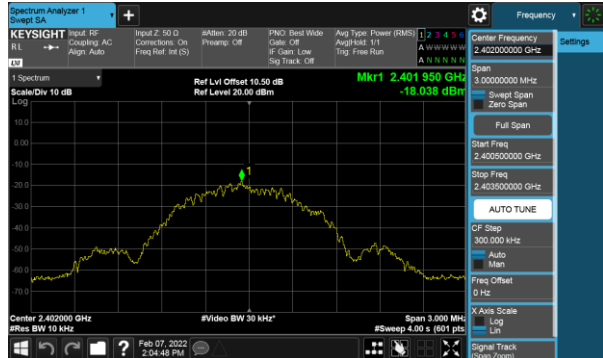 Spectrum Analyzer 1
Swept SA
+
Frequency
KEYSIGHT
RL
Input: RF
Coupling: AC
Align: Auto
Input Z: 50 Ω
Corrections: On
Freq Ref: Int (S)
#Atten: 20 dB
Preamp: Off
PNO: Best Wide
Gate: Off
IF Gain: Low
Sig Track: Off
Avg Type: Power (RMS)
Avg|Hold: 1/1
Trig: Free Run
1 2 3 4 5 6
A W W W W W
A N N N N N
LXI
1 Spectrum
Scale/Div 10 dB
Log
Ref Lvl Offset 10.50 dB
Ref Level 20.00 dBm
Mkr1 2.401 950 GHz
-18.038 dBm
1
10.0
0.00
-10.0
-20.0
-30.0
-40.0
-50.0
-60.0
-70.0
Center 2.402000 GHz
#Res BW 10 kHz
#Video BW 30 kHz*
Span 3.000 MHz
#Sweep 4.00 s (601 pts)
Feb 07, 2022
2:04:48 PM
?
Center Frequency
2.402000000 GHz
Span
3.00000000 MHz
Swept Span
Zero Span
Full Span
Start Freq
2.400500000 GHz
Stop Freq
2.403500000 GHz
AUTO TUNE
CF Step
300.000 kHz
Auto
Man
Freq Offset
0 Hz
X Axis Scale
Log
Lin
Signal Track
(Span Zoom)
Settings